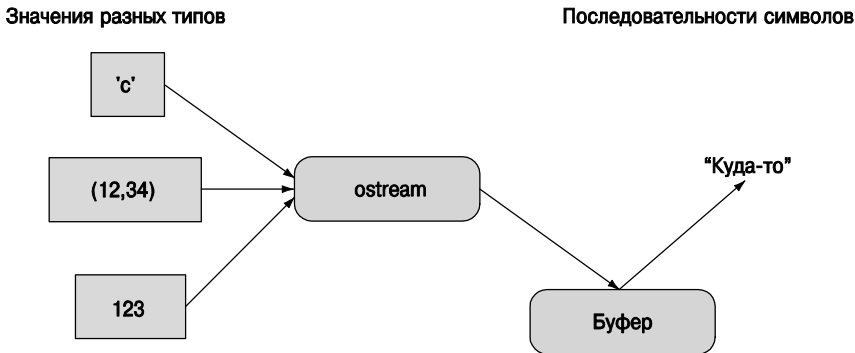 Значения разных типов
Последовательности символов
'c'
“Куда-то”
(12,34)
ostream
123
Буфер